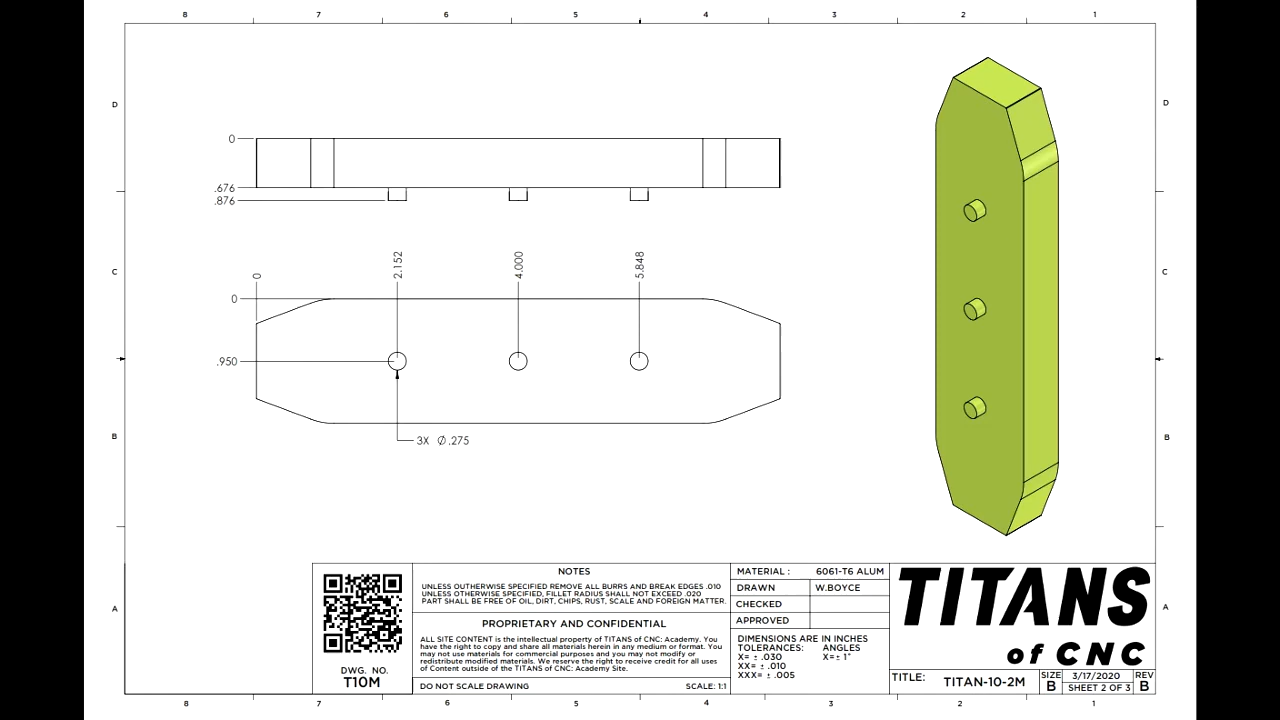 8 7 6 5 4 3 2 1
D
D
0
.676
.876
2.152
4.000
5.848
0
C
C
0
.950
B
B
3X Ø.275
A
A
NOTES
UNLESS OUTHERWISE SPECIFIED REMOVE ALL BURRS AND BREAK EDGES .010
UNLESS OTHERWISE SPECIFIED, FILLET RADIUS SHALL NOT EXCEED .020
PART SHALL BE FREE OF OIL, DIRT, CHIPS, RUST, SCALE AND FOREIGN MATTER.
PROPRIETARY AND CONFIDENTIAL
ALL SITE CONTENT is the intellectual property of TITANS of CNC: Academy. You
have the right to copy and share all materials herein in any medium or format. You
may not use materials for commercial purposes and you may not modify or
redistribute modified materials. We reserve the right to receive credit for all uses
of Content outside of the TITANS of CNC: Academy Site.
DO NOT SCALE DRAWING SCALE: 1:1
DWG. NO.
T10M
MATERIAL : 6061-T6 ALUM
DRAWN W.BOYCE
CHECKED
APPROVED
DIMENSIONS ARE IN INCHES
TOLERANCES: ANGLES
X= ± .030 X=± 1°
XX= ± .010
XXX= ± .005
TITANS
of CNC
TITLE: TITAN-10-2M
SIZE
B
3/17/2020
SHEET 2 OF 3
REV
B
8 7 6 5 4 3 2 1